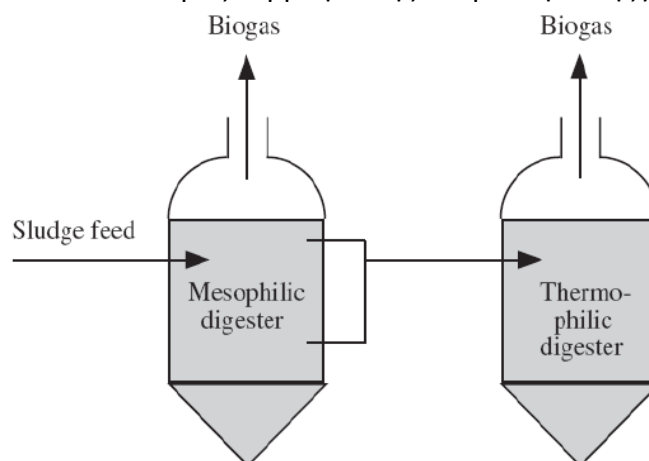 Biogas
Biogas
Sludge feed
Mesophilic
digester
Thermo-
philic
digester